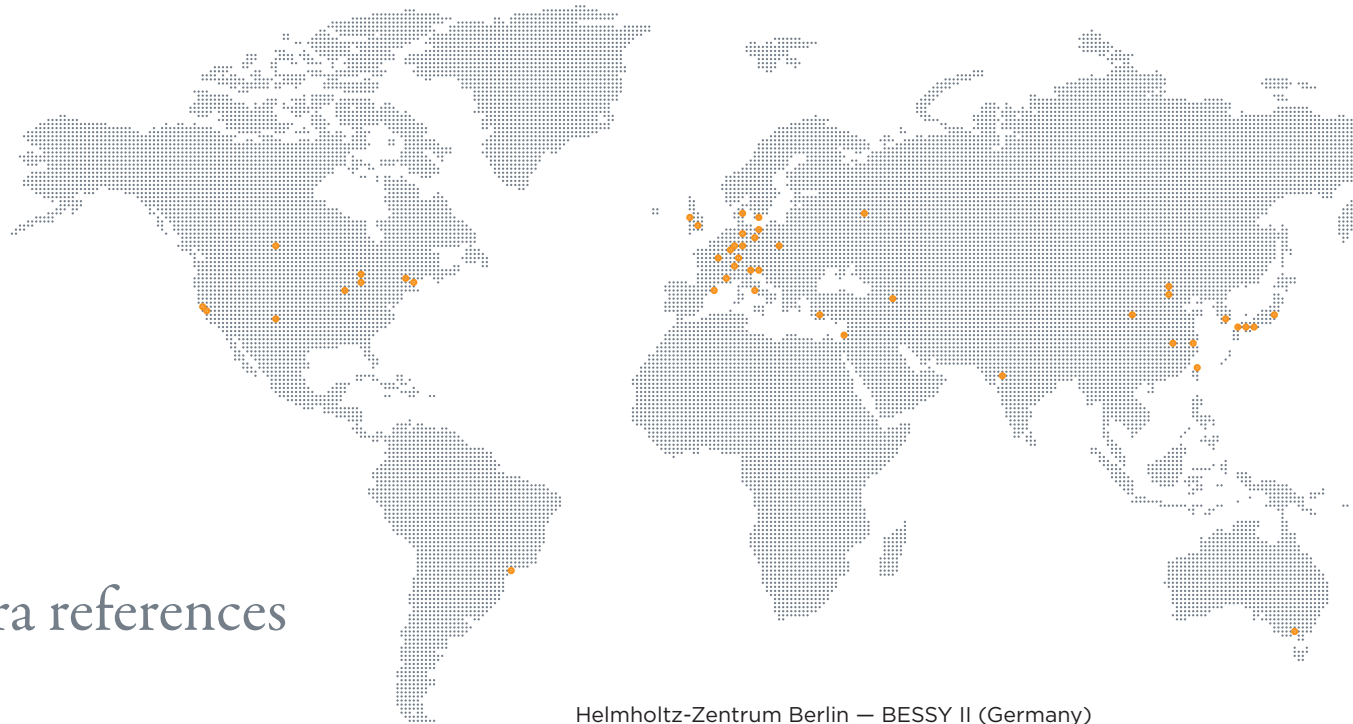 ra references
Helmholtz-Zentrum Berlin — BESSY II (Germany)